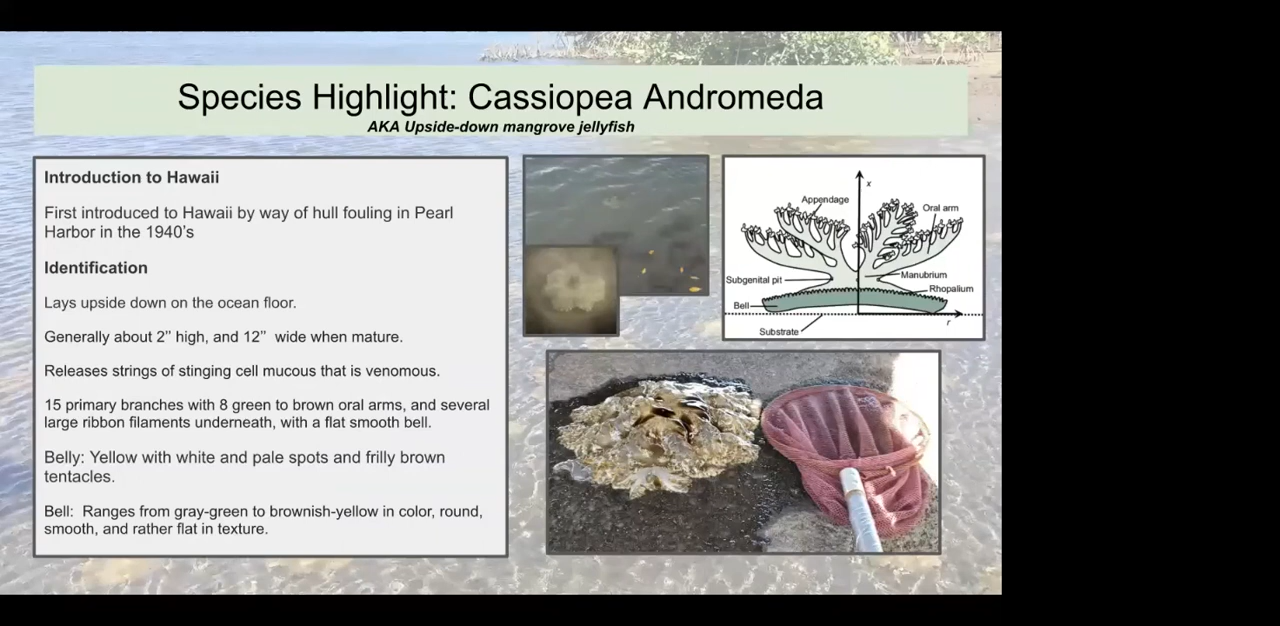 Species Highlight: Cassiopea Andromeda
AKA Upside-down mangrove jellyfish
Introduction to Hawaii
First introduced to Hawaii by way of hull fouling in Pearl
Harbor in the 1940’s
Identification
Lays upside down on the ocean floor.
Generally about 2” high, and 12”  wide when mature.
Releases strings of stinging cell mucous that is venomous.
15 primary branches with 8 green to brown oral arms, and several
large ribbon filaments underneath, with a flat smooth bell.
Belly: Yellow with white and pale spots and frilly brown
tentacles.
Bell:  Ranges from gray-green to brownish-yellow in color, round,
smooth, and rather flat in texture.
x
Appendage
Oral arm
Subgenital pit
Manubrium
Rhopalium
Bell
r
Substrate